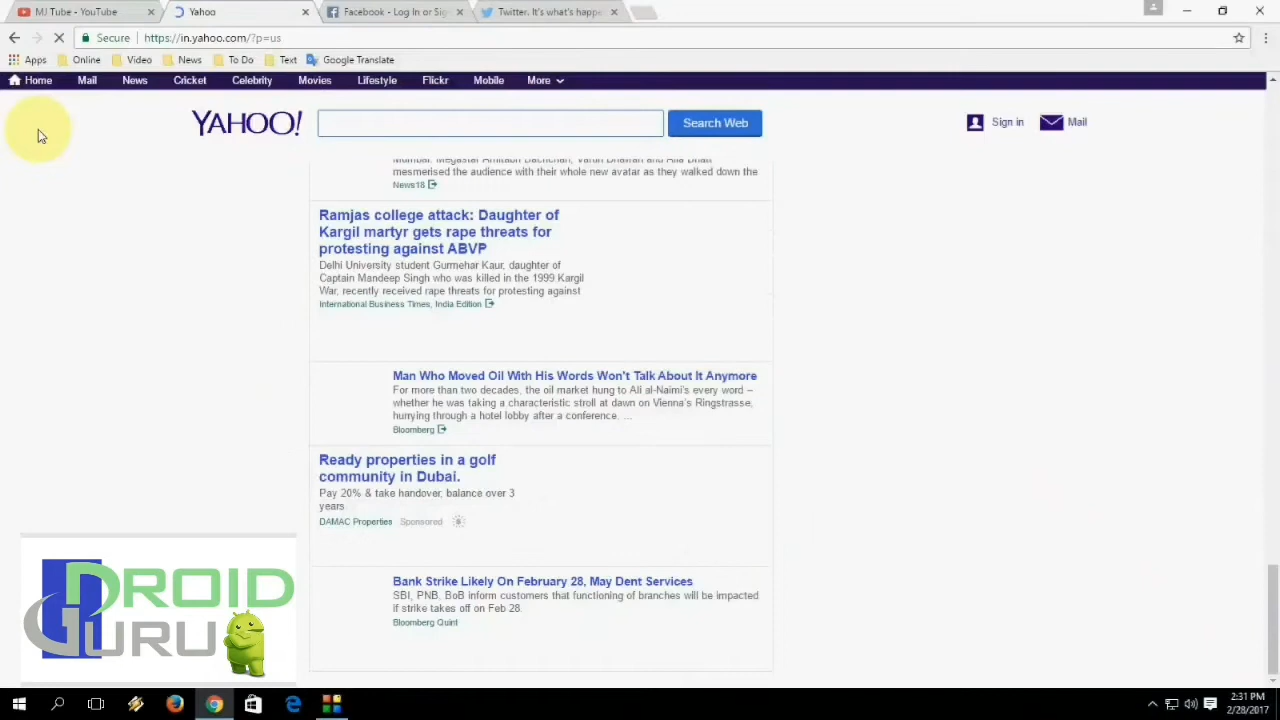 MJ Tube - YouTube
Yahoo
Facebook - Log In or Sig
Twitter. It's what's happe
Secure
https://in.yahoo.com/?p=us
Apps
Online
Video
News
To Do
Text
Google Translate
Home
Mail
News
Cricket
Celebrity
Movies
Lifestyle
Flickr
Mobile
More
YAHOO!
Search Web
Sign in
Mail
Mumbai: Megastar Amitabh Bachchan, Varun Dhawan and Alia Bhatt
mesmerised the audience with their whole new avatar as they walked down the
News18
Ramjas college attack: Daughter of
Kargil martyr gets rape threats for
protesting against ABVP
Delhi University student Gurmehar Kaur, daughter of
Captain Mandeep Singh who was killed in the 1999 Kargil
War, recently received rape threats for protesting against
International Business Times, India Edition
Man Who Moved Oil With His Words Won't Talk About It Anymore
For more than two decades, the oil market hung to Ali al-Naimi's every word –
whether he was taking a characteristic stroll at dawn on Vienna's Ringstrasse,
hurrying through a hotel lobby after a conference, ...
Bloomberg
Ready properties in a golf
community in Dubai.
Pay 20% & take handover, balance over 3
years
DAMAC Properties
Sponsored
Bank Strike Likely On February 28, May Dent Services
SBI, PNB, BoB inform customers that functioning of branches will be impacted
if strike takes off on Feb 28.
Bloomberg Quint
DROID
GURU
2:31 PM
2/28/2017